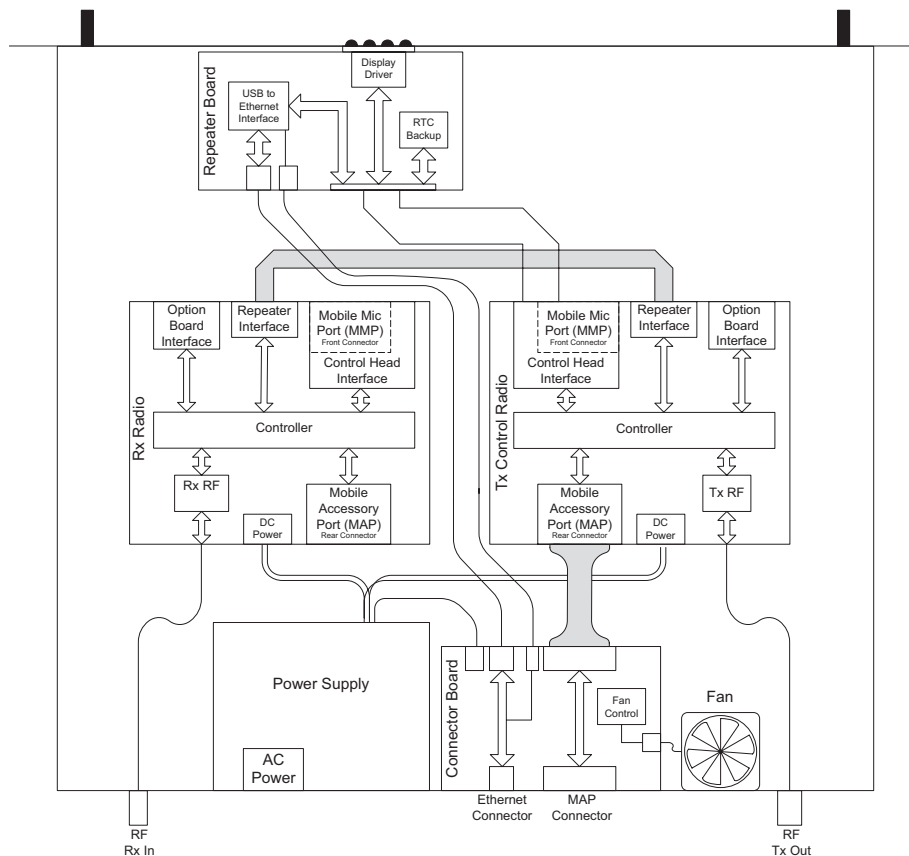 Display
Driver
USB to
Ethernet
Interface
RTC
Backup
Repeater Board
Option
Board
Interface
Repeater
Interface
Mobile Mic
Port (MMP)
Front Connector
Control Head
Interface
Controller
Rx Radio
Rx RF
DC
Power
Mobile
Accessory
Port (MAP)
Rear Connector
Mobile Mic
Port (MMP)
Front Connector
Control Head
Interface
Repeater
Interface
Option
Board
Interface
Controller
Tx Control Radio
Mobile
Accessory
Port (MAP)
Rear Connector
DC
Power
Tx RF
Power Supply
AC
Power
Connector Board
Fan
Control
Fan
Ethernet
Connector
MAP
Connector
RF
Rx In
RF
Tx Out